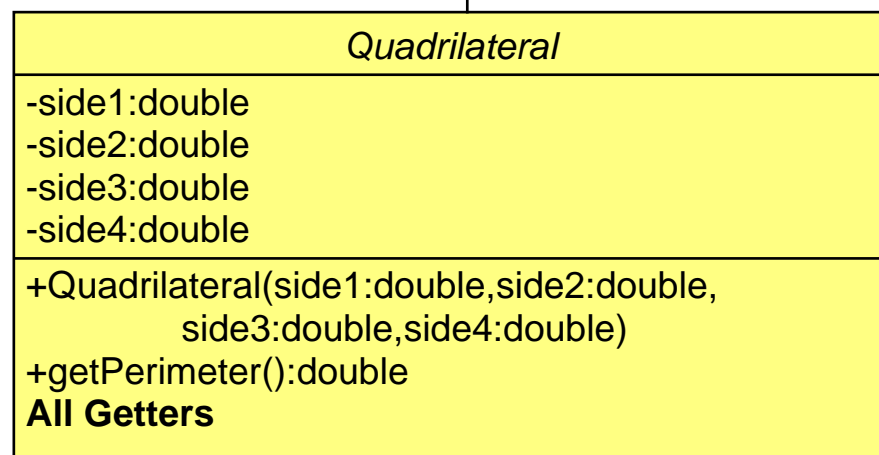 Quadrilateral
-side1:double
-side2:double
-side3:double
-side4:double
+Quadrilateral(side1:double,side2:double,
side3:double,side4:double)
+getPerimeter():double
All Getters